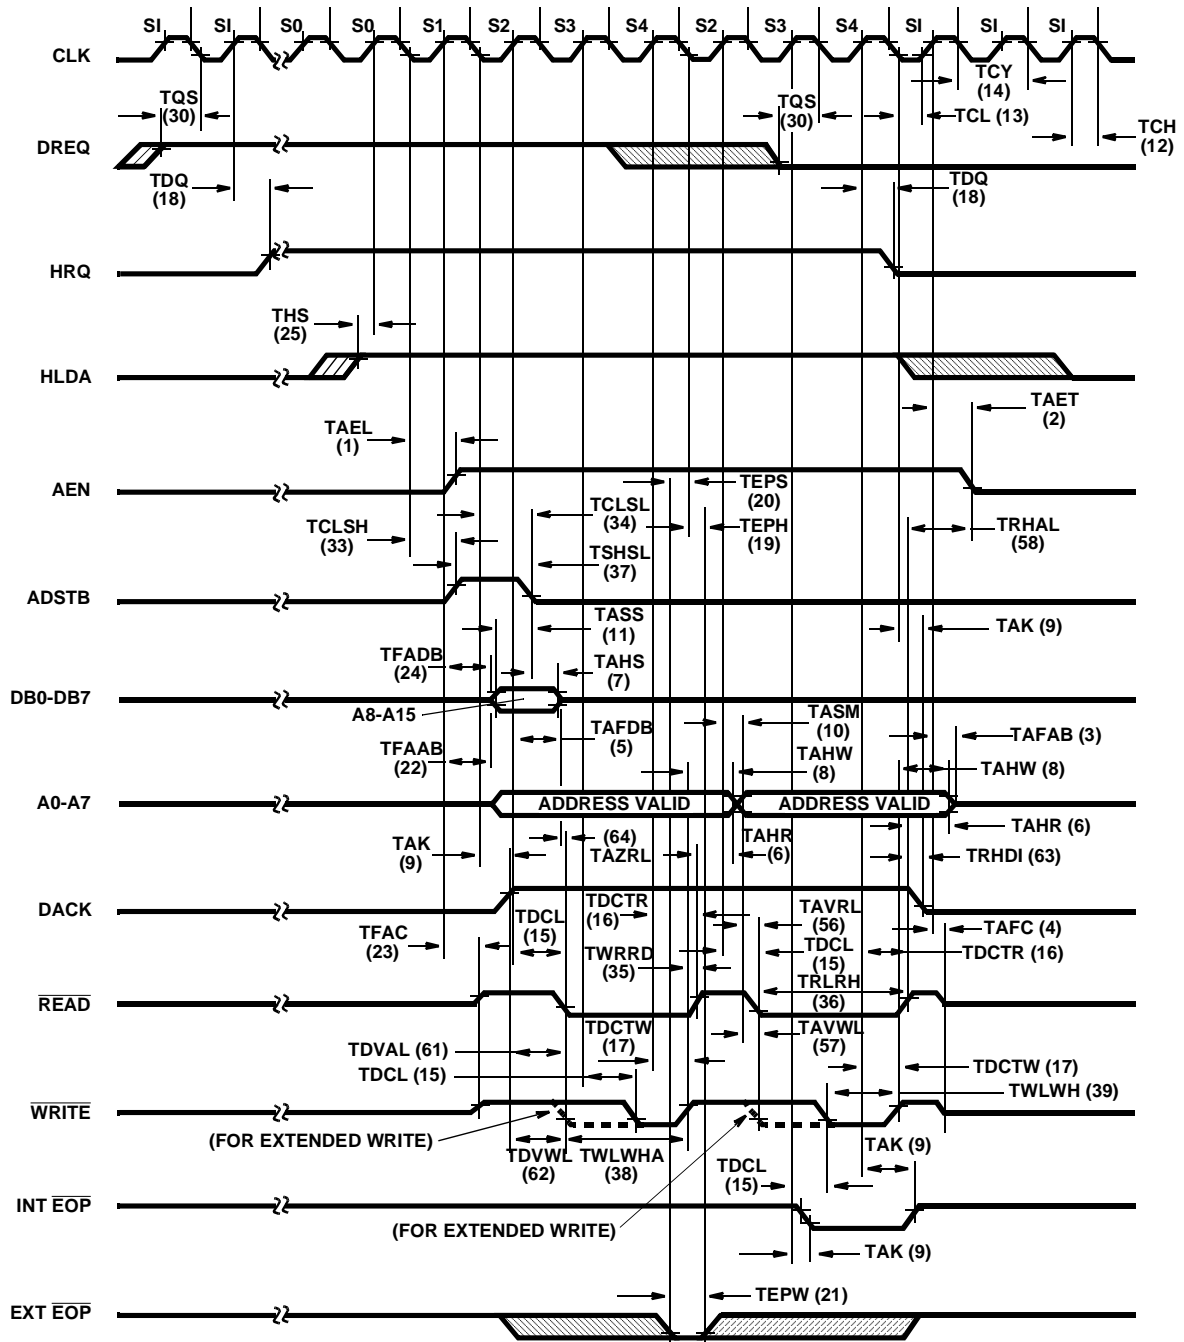 SI SI S0 S0 S1 S2 S3 S4 S2 S3 S4 SI SI SI
CLK
TCY
(14)
TQS
(30)
TQS
(30)
TCL (13)
TCH
(12)
DREQ
TDQ
(18)
TDQ
(18)
HRQ
THS
(25)
HLDA
TAET
(2)
TAEL
(1)
AEN
TEPS
(20)
TCLSL
(34)
TEPH
(19)
TCLSH
(33)
TRHAL
(58)
TSHSL
(37)
ADSTB
TASS
(11)
TAK (9)
TFADB
(24)
TAHS
(7)
DB0-DB7
A8-A15
TAFDB
(5)
TASM
(10)
TAFAB (3)
TFAAB
(22)
TAHW
(8)
TAHW (8)
A0-A7
ADDRESS VALID
ADDRESS VALID
TAHR (6)
TAK
(9)
(64)
TAZRL
TAHR
(6)
TRHDI (63)
DACK
TDCL
(15)
TDCTR
(16)
TAVRL
(56)
TAFC (4)
TFAC
(23)
TWRRD
(35)
TDCL
(15)
TDCTR (16)
TRLRH
(36)
READ
TDCTW
(17)
TAVWL
(57)
TDVAL (61)
TDCL (15)
TDCTW (17)
TWLWH (39)
WRITE
(FOR EXTENDED WRITE)
TDVWL
(62)
TWLWHA
(38)
TAK (9)
TDCL
(15)
INT EOP
(FOR EXTENDED WRITE)
TAK (9)
TEPW (21)
EXT EOP